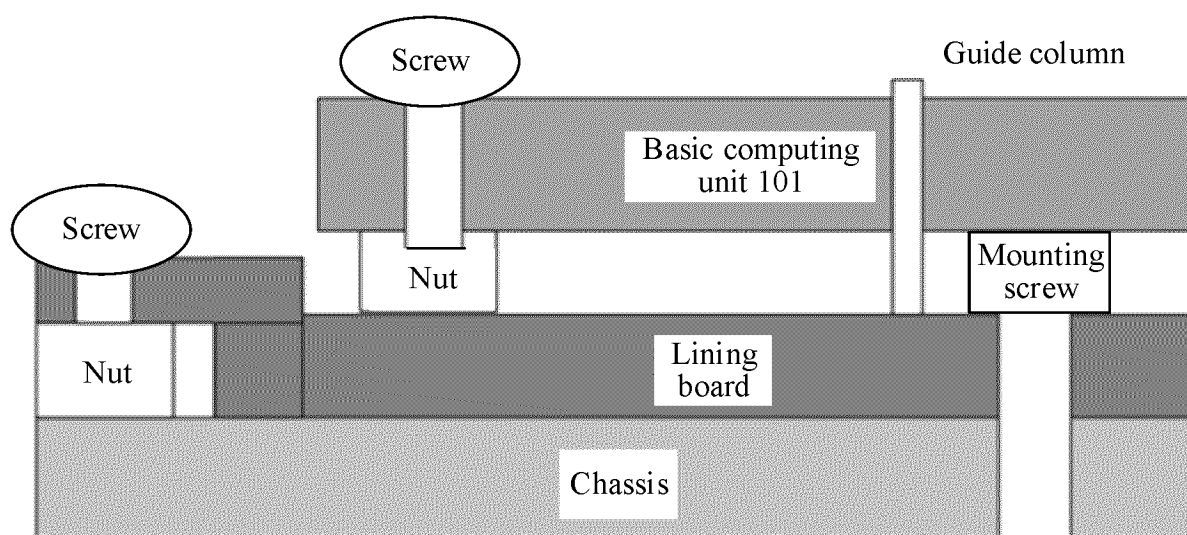 Screw
Guide column
Basic computing
unit 101
Screw
Nut
Mounting
screw
Nut
Lining
board
Chassis